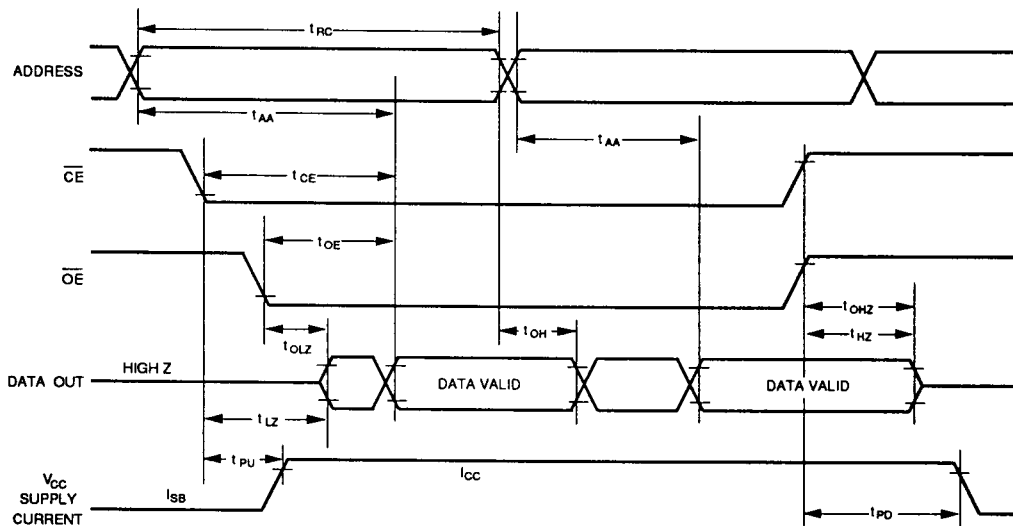 tRC
ADDRESS
tAA
tAA
CE
tCE
tOE
OE
tOHZ
tOLZ
tOH
tHZ
HIGH Z
DATA OUT
DATA VALID
DATA VALID
tLZ
tPU
ICC
VCC
SUPPLY
CURRENT
ISB
tPD